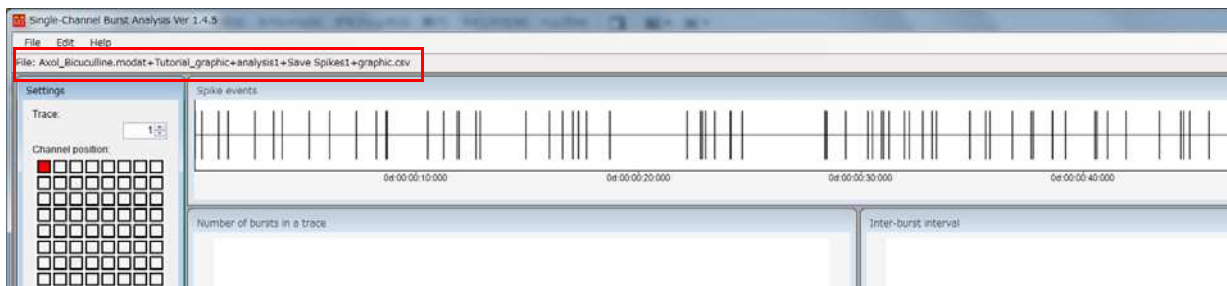 Single-Channel Burst Analysis Ver 1.4.5
File Edit Help
File: Axol_Bicuculline.modat+Tutorial_graphic+analysis1+Save Spikes1+graphic.csv
Settings
Spike events
Trace:
1
Channel position:
0d:00:00:10:000 0d:00:00:20:000 0d:00:00:30:000 0d:00:00:40:000
Number of bursts in a trace
Inter-burst interval